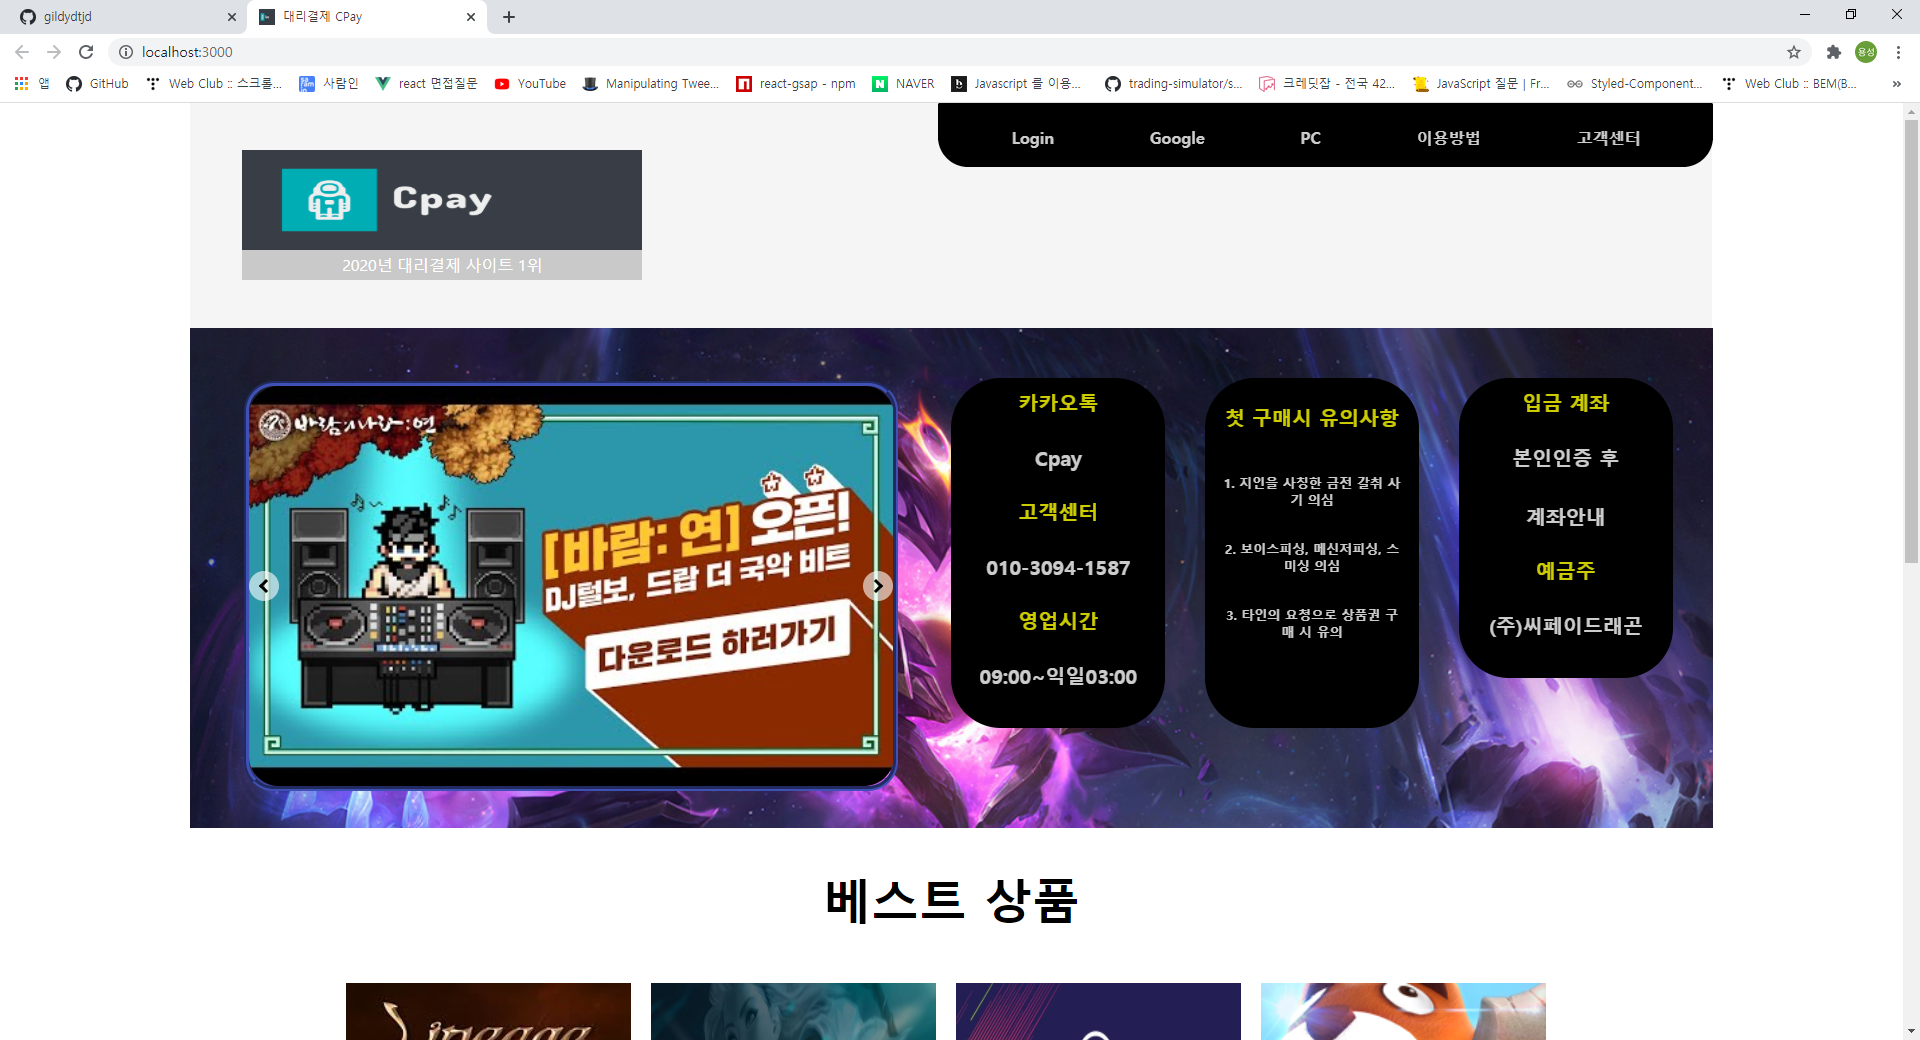 gildydtjd
대리결제 CPay
localhost:3000
용성
앱
GitHub
Web Club :: 스크롤...
사람인
react 면접질문
YouTube
Manipulating Twee...
react-gsap - npm
NAVER
Javascript 를 이용...
trading-simulator/s...
크레딧잡 - 전국 42...
JavaScript 질문 | Fr...
Styled-Component...
Web Club :: BEM(B...
»
Login
Google
PC
이용방법
고객센터
Cpay
2020년 대리결제 사이트 1위
바람의나라:연
[바람: 연] 오픈!
DJ털보, 드랍 더 국악 비트
다운로드 하러가기
카카오톡
Cpay
고객센터
010-3094-1587
영업시간
09:00~익일03:00
첫 구매시 유의사항
1. 지인을 사칭한 금전 갈취 사
기 의심
2. 보이스피싱, 메신저피싱, 스
미싱 의심
3. 타인의 요청으로 상품권 구
매 시 유의
입금 계좌
본인인증 후
계좌안내
예금주
(주)씨페이드래곤
베스트 상품
Lineage